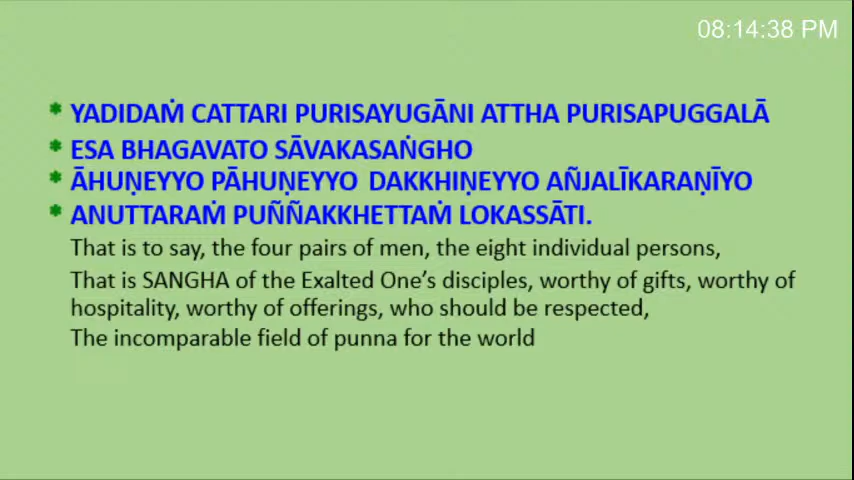 08:14:38 PM
* YADIDAṀ CATTARI PURISAYUGĀNI ATTHA PURISAPUGGALĀ
* ESA BHAGAVATO SĀVAKASAṄGHO
* ĀHUṆEYYO PĀHUṆEYYO DAKKHIṆEYYO AÑJALĪKARAṆĪYO
* ANUTTARAṀ PUÑÑAKKHETTAṀ LOKASSĀTI.
That is to say, the four pairs of men, the eight individual persons,
That is SANGHA of the Exalted One’s disciples, worthy of gifts, worthy of
hospitality, worthy of offerings, who should be respected,
The incomparable field of punna for the world